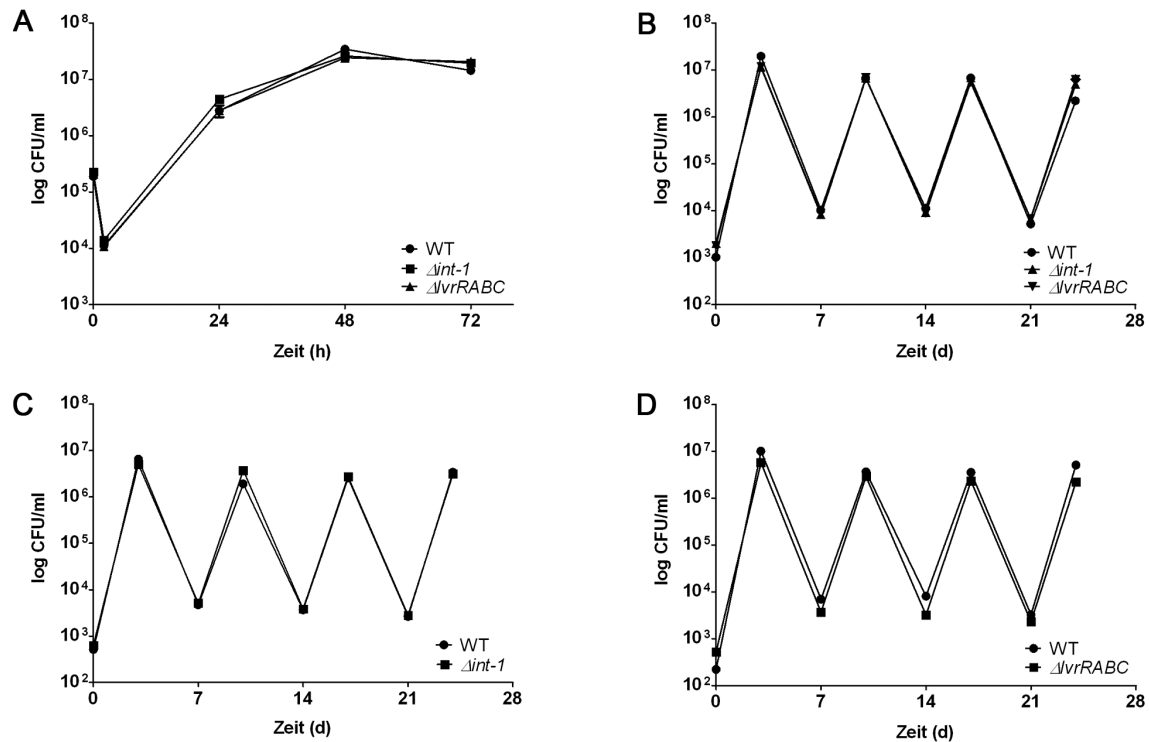 A
log CFU/ml
10⁸
10⁷
10⁶
10⁵
10⁴
10³
0 24 48 72
Zeit (h)
WT
Δint-1
ΔlvrRABC
B
log CFU/ml
10⁸
10⁷
10⁶
10⁵
10⁴
10³
10²
0 7 14 21 28
Zeit (d)
WT
Δint-1
ΔlvrRABC
C
log CFU/ml
10⁸
10⁷
10⁶
10⁵
10⁴
10³
10²
0 7 14 21 28
Zeit (d)
WT
Δint-1
D
log CFU/ml
10⁸
10⁷
10⁶
10⁵
10⁴
10³
10²
0 7 14 21 28
Zeit (d)
WT
ΔlvrRABC